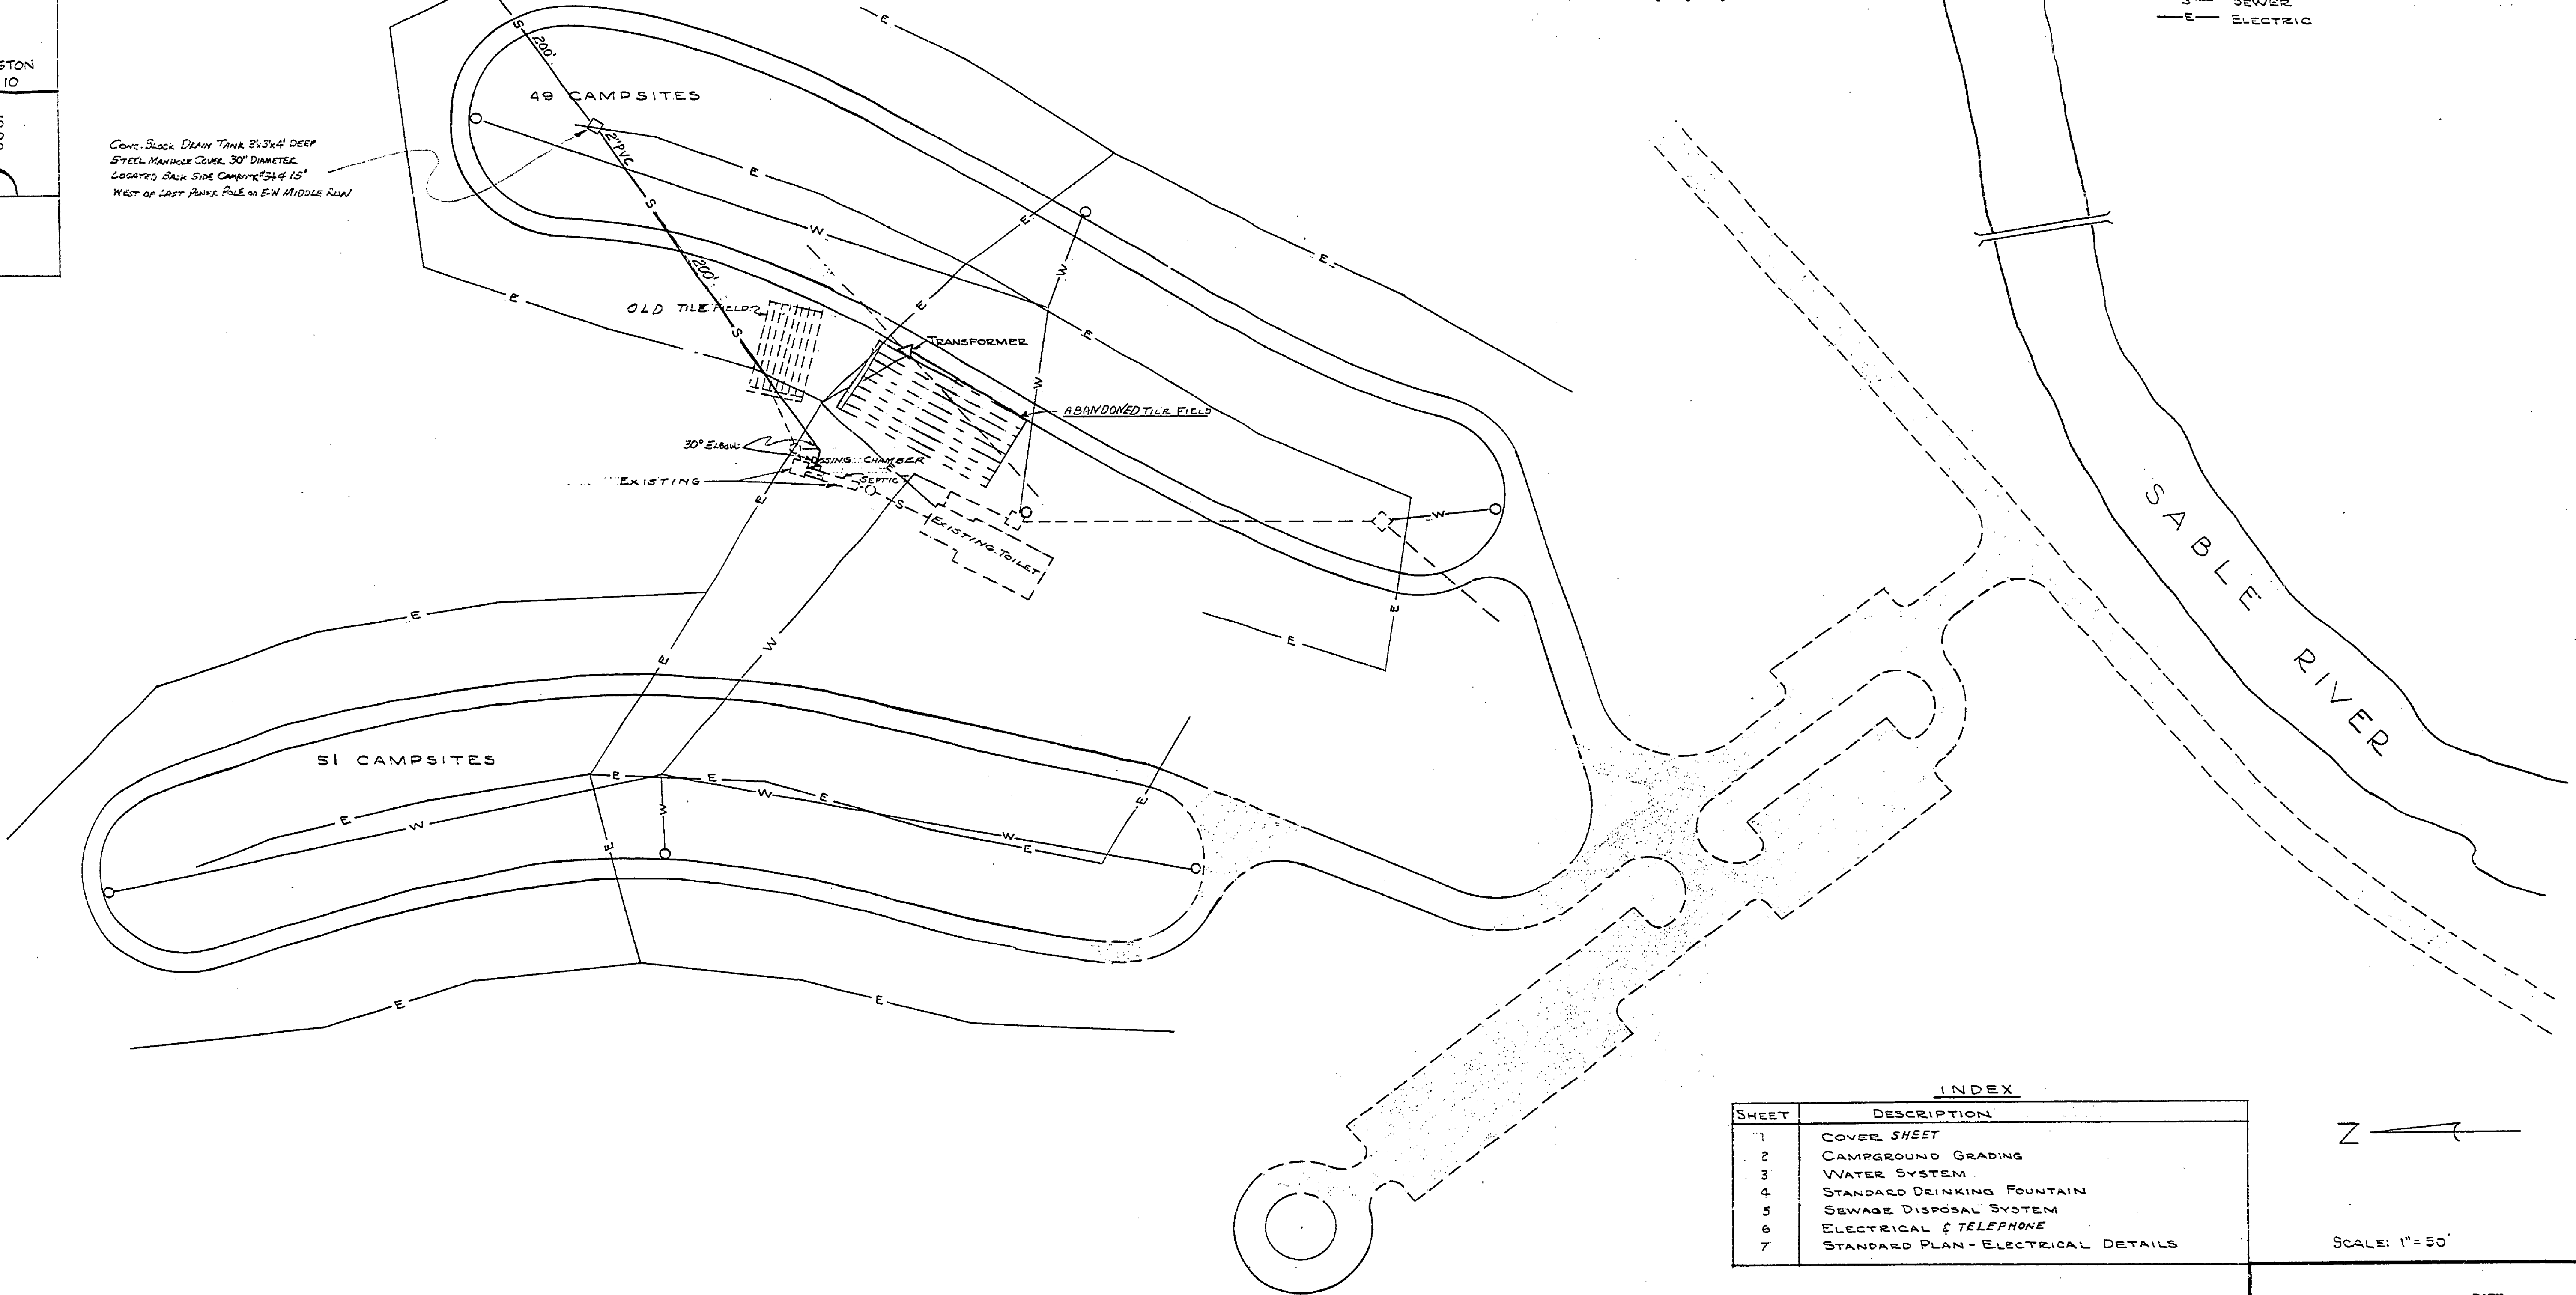 STON
10
SEWER
—E— ELECTRIC
S
200'
49 CAMPSITES
CONC. BLOCK DRAIN TANK 3'x3'x4' DEEP
STEEL MANHOLE COVER 30" DIAMETER
LOCATED BACK SIDE
WEST OF LAST POWER POLE ON E-W MIDDLE RUN
2" PVC
S
200'
S
OLD TILE FIELD
TRANSFORMER
ABANDONED TILE FIELD
30° ELBOWS
CHAMBER
SEPTIC
EXISTING
S
EXISTING TOILET
E
E
E
E
E
E
E
E
E
E
E
E
W
W
W
W
W
SABLE RIVER
51 CAMPSITES
E
E
E
E
E
E
E
E
E
W
W
W
W
INDEX
SHEET DESCRIPTION
1 COVER SHEET
2 CAMPGROUND GRADING
3 WATER SYSTEM
4 STANDARD DRINKING FOUNTAIN
5 SEWAGE DISPOSAL SYSTEM
6 ELECTRICAL & TELEPHONE
7 STANDARD PLAN - ELECTRICAL DETAILS
N
SCALE: 1" = 50'